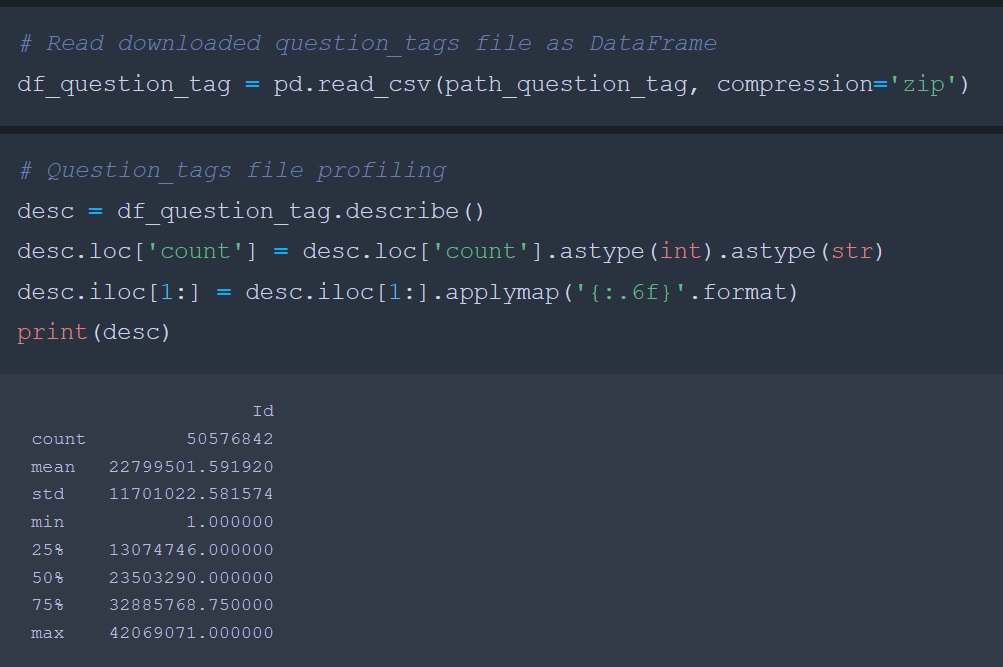 # Read downloaded question_tags file as DataFrame
df_question_tag = pd.read_csv(path_question_tag, compression='zip')
# Question_tags file profiling
desc = df_question_tag.describe()
desc.loc['count'] = desc.loc['count'].astype(int).astype(str)
desc.iloc[1:] = desc.iloc[1:].applymap('{:.6f}'.format)
print(desc)
Id
count 50576842
mean 22799501.591920
std 11701022.581574
min 1.000000
25% 13074746.000000
50% 23503290.000000
75% 32885768.750000
max 42069071.000000